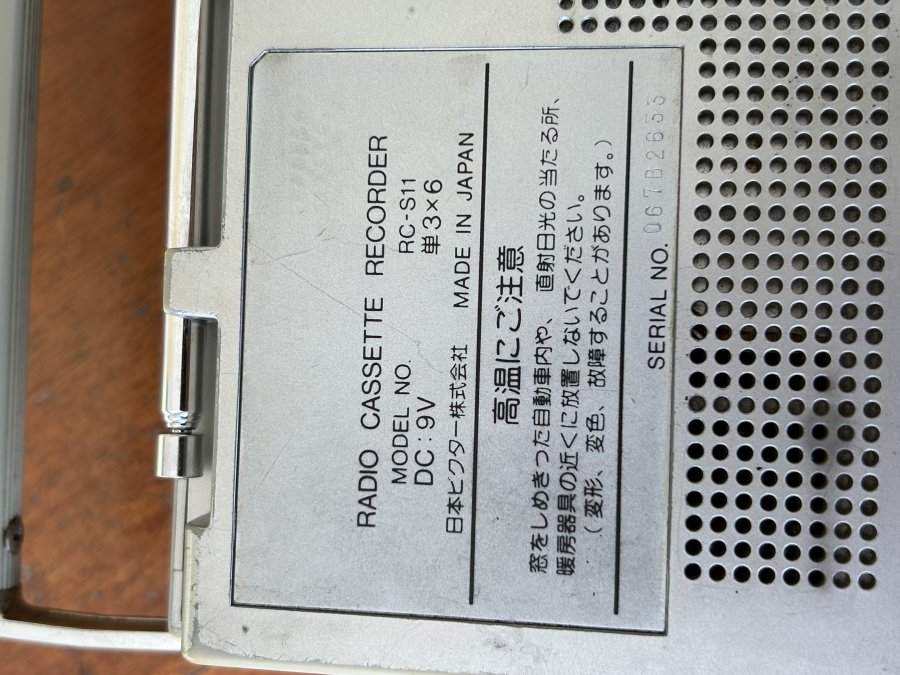 RADIO CASSETTE RECORDER
MODEL NO. RC-S11
DC : 9V 単3×6
日本ビクター株式会社 MADE IN JAPAN
高温にご注意
窓をしめきった自動車内や、直射日光の当たる所、
暖房器具の近くに放置しないでください。
（変形、変色、故障することがあります。）
SERIAL NO. 067B2633